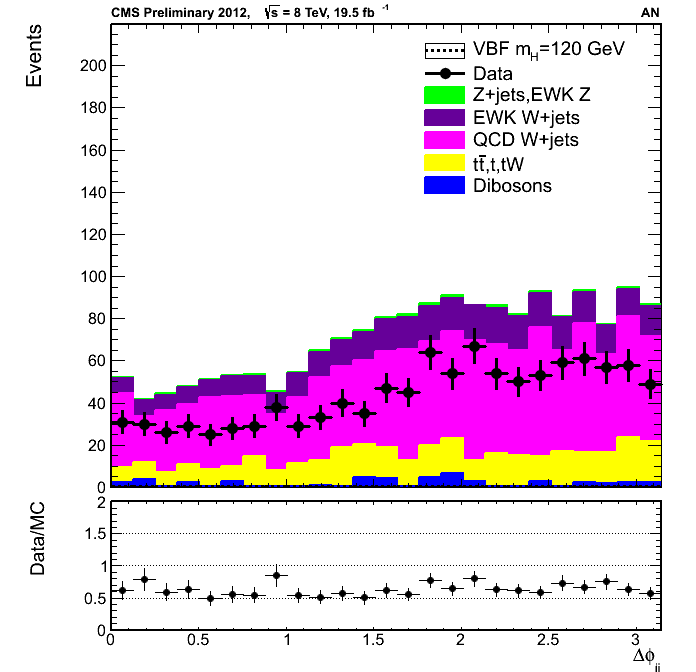 CMS Preliminary 2012, √s = 8 TeV, 19.5 fb⁻¹ AN
Events
VBF m_H=120 GeV
Data
Z+jets,EWK Z
EWK W+jets
QCD W+jets
tt̄,t,tW
Dibosons
200
180
160
140
120
100
80
60
40
20
0
Data/MC
2
1.5
1
0.5
0
0 0.5 1 1.5 2 2.5 3
Δϕjj